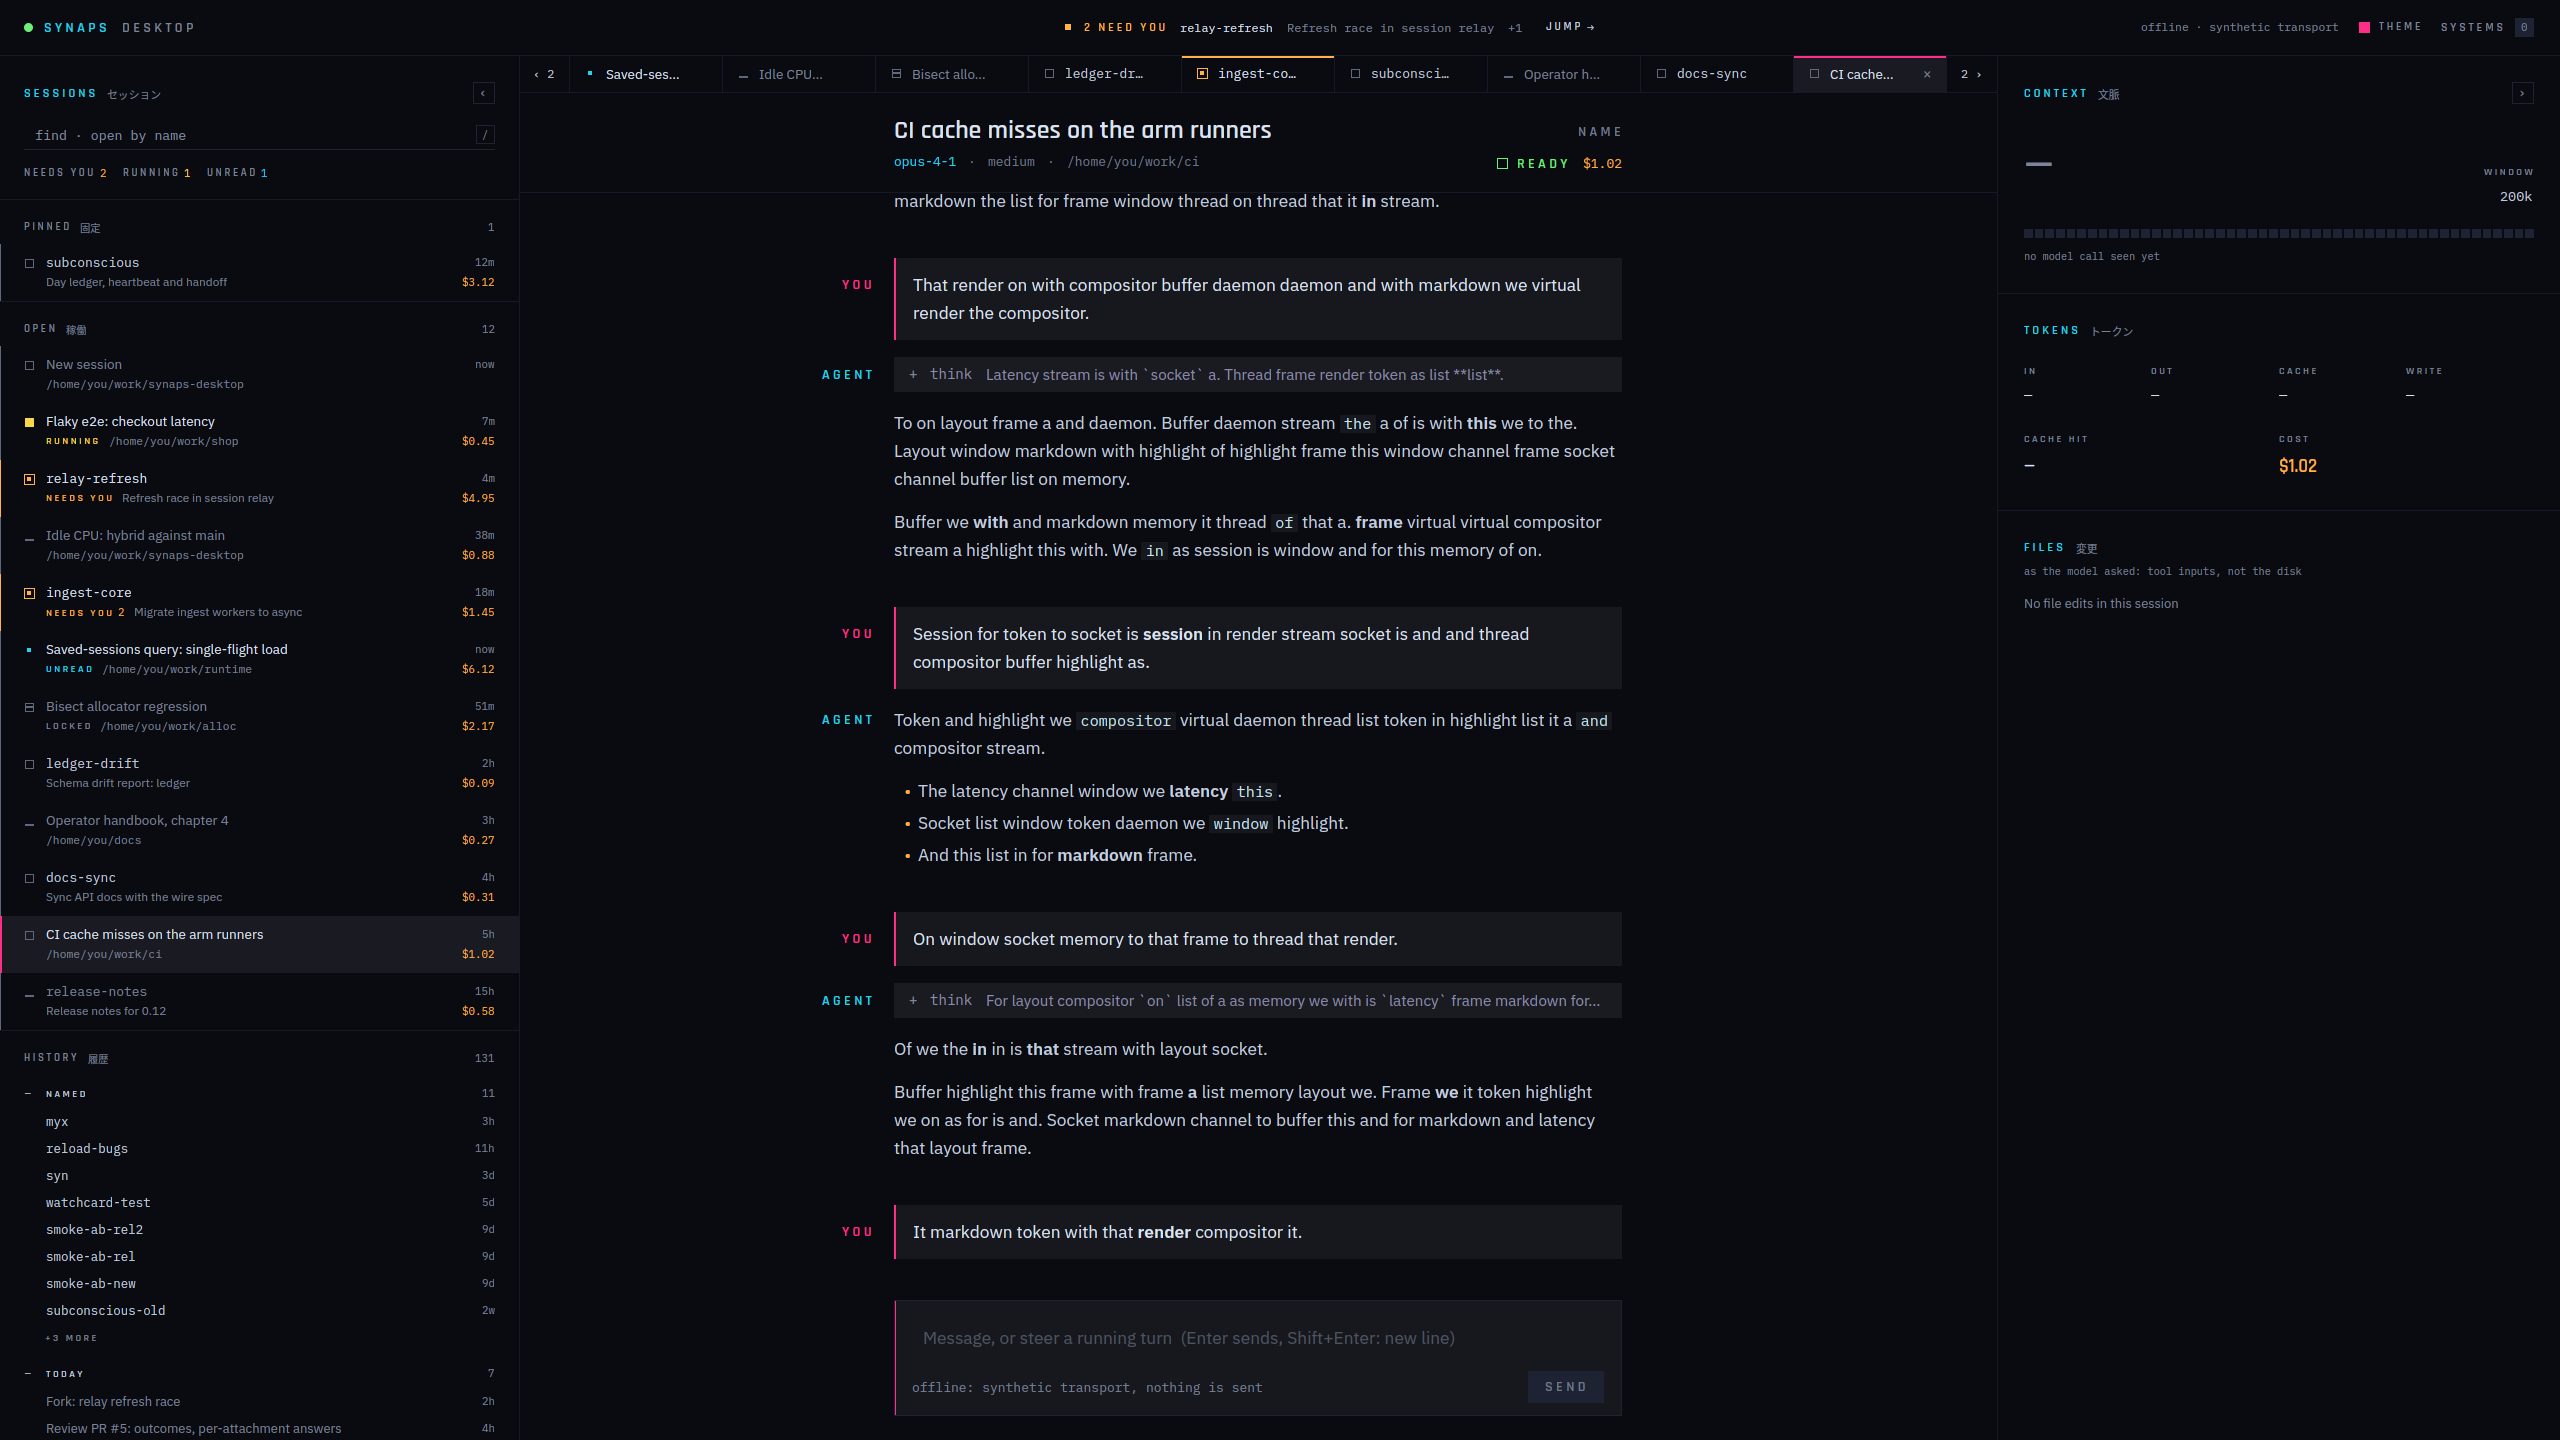 SYNAPS DESKTOP
2 NEED YOU relay-refresh Refresh race in session relay +1 JUMP →
offline · synthetic transport THEME SYSTEMS 0
SESSIONS セッション ‹
find · open by name /
NEEDS YOU 2 RUNNING 1 UNREAD 1
PINNED 固定 1
subconscious 12m
Day ledger, heartbeat and handoff $3.12
OPEN 稼働 12
New session now
/home/you/work/synaps-desktop
Flaky e2e: checkout latency 7m
RUNNING /home/you/work/shop $0.45
relay-refresh 4m
NEEDS YOU Refresh race in session relay $4.95
Idle CPU: hybrid against main 38m
/home/you/work/synaps-desktop $0.88
ingest-core 18m
NEEDS YOU 2 Migrate ingest workers to async $1.45
Saved-sessions query: single-flight load now
UNREAD /home/you/work/runtime $6.12
Bisect allocator regression 51m
LOCKED /home/you/work/alloc $2.17
ledger-drift 2h
Schema drift report: ledger $0.09
Operator handbook, chapter 4 3h
/home/you/docs $0.27
docs-sync 4h
Sync API docs with the wire spec $0.31
CI cache misses on the arm runners 5h
/home/you/work/ci $1.02
release-notes 15h
Release notes for 0.12 $0.58
HISTORY 履歴 131
– NAMED 11
myx 3h
reload-bugs 11h
syn 3d
watchcard-test 5d
smoke-ab-rel2 9d
smoke-ab-rel 9d
smoke-ab-new 9d
subconscious-old 2w
+3 MORE
– TODAY 7
Fork: relay refresh race 2h
Review PR #5: outcomes, per-attachment answers 4h
‹ 2 Saved-ses… Idle CPU… Bisect allo… ledger-dr… ingest-co… subconsci… Operator h… docs-sync CI cache… × 2 ›
CI cache misses on the arm runners NAME
opus-4-1 · medium · /home/you/work/ci READY $1.02
markdown the list for frame window thread on thread that it in stream.
YOU
That render on with compositor buffer daemon daemon and with markdown we virtual
render the compositor.
AGENT
+ think Latency stream is with `socket` a. Thread frame render token as list **list**.
To on layout frame a and daemon. Buffer daemon stream the a of is with this we to the.
Layout window markdown with highlight of highlight frame this window channel frame socket
channel buffer list on memory.
Buffer we with and markdown memory it thread of that a. frame virtual virtual compositor
stream a highlight this with. We in as session is window and for this memory of on.
YOU
Session for token to socket is session in render stream socket is and and thread
compositor buffer highlight as.
AGENT
Token and highlight we compositor virtual daemon thread list token in highlight list it a and
compositor stream.
• The latency channel window we latency this.
• Socket list window token daemon we window highlight.
• And this list in for markdown frame.
YOU
On window socket memory to that frame to thread that render.
AGENT
+ think For layout compositor `on` list of a as memory we with is `latency` frame markdown for…
Of we the in in is that stream with layout socket.
Buffer highlight this frame with frame a list memory layout we. Frame we it token highlight
we on as for is and. Socket markdown channel to buffer this and for markdown and latency
that layout frame.
YOU
It markdown token with that render compositor it.
Message, or steer a running turn (Enter sends, Shift+Enter: new line)
offline: synthetic transport, nothing is sent SEND
CONTEXT 文脈 ›
— WINDOW
200k
no model call seen yet
TOKENS トークン
IN OUT CACHE WRITE
– – – –
CACHE HIT COST
– $1.02
FILES 変更
as the model asked: tool inputs, not the disk
No file edits in this session